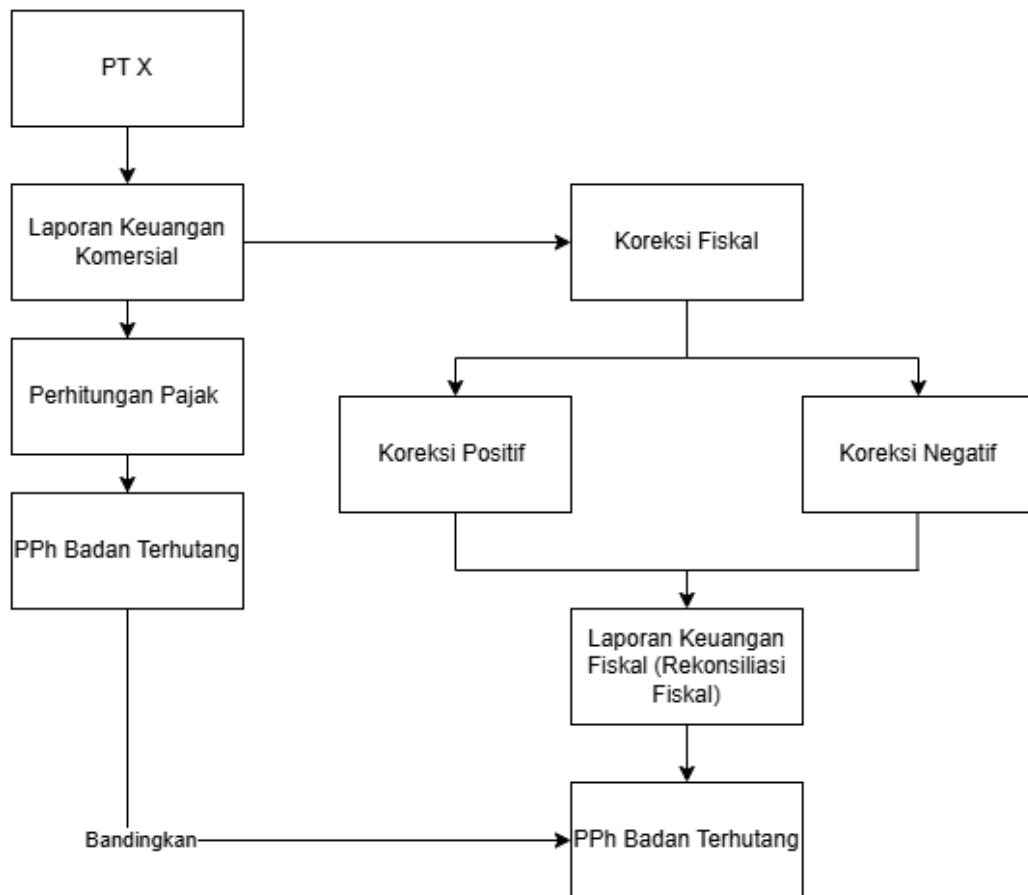 PT X
Laporan Keuangan
Komersial
Koreksi Fiskal
Perhitungan Pajak
Koreksi Positif
Koreksi Negatif
PPh Badan Terhutang
Laporan Keuangan
Fiskal (Rekonsiliasi
Fiskal)
Bandingkan
PPh Badan Terhutang